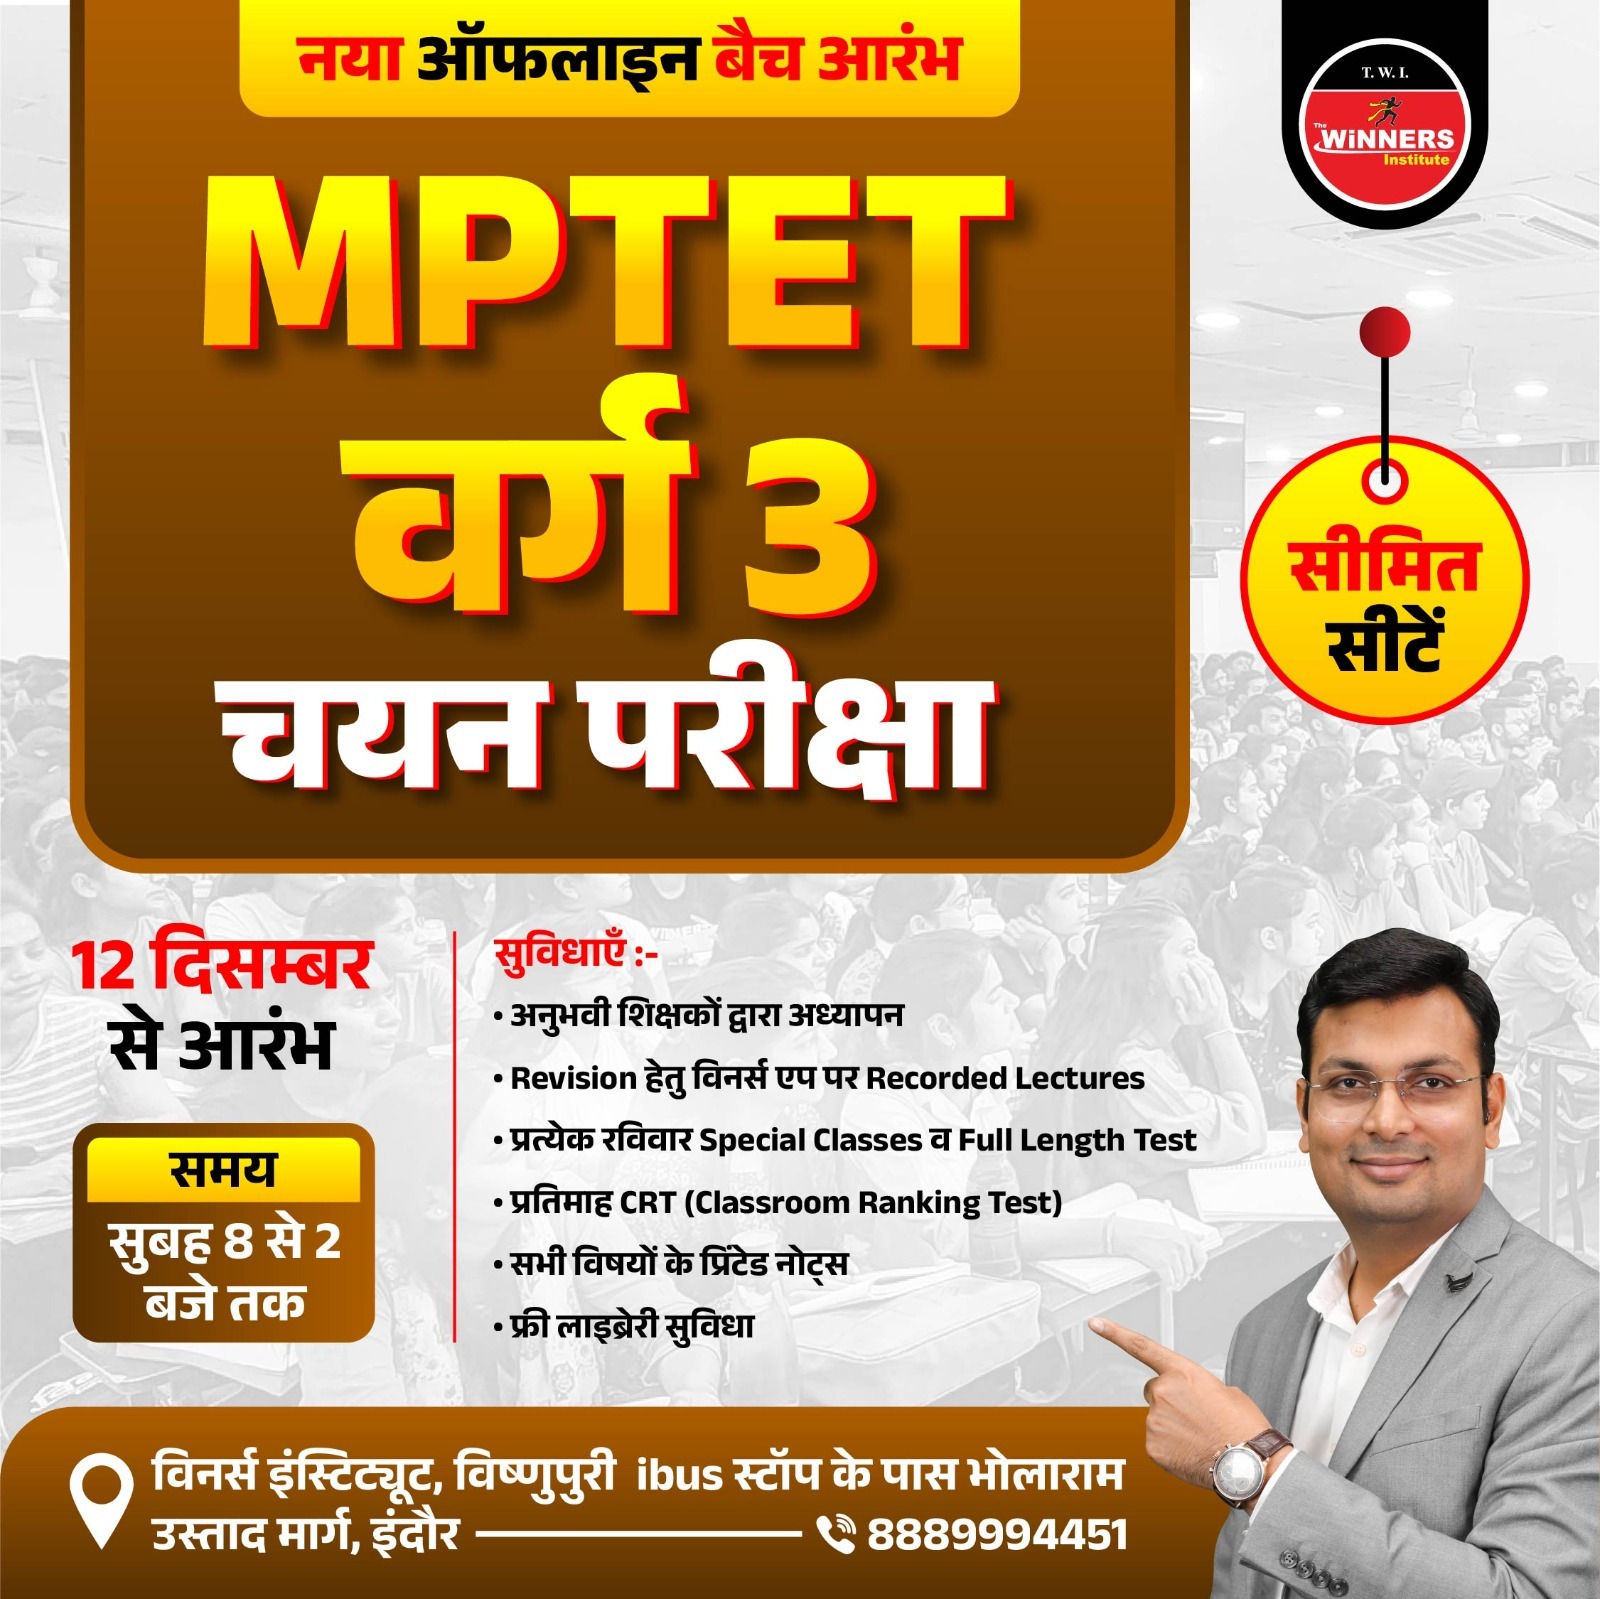 नया ऑफलाइन बैच आरंभ
T. W. I.
The
WiNNERS
Institute
MPTET
वर्ग 3
चयन परीक्षा
सीमित
सीटें
12 दिसम्बर
से आरंभ
समय
सुबह 8 से 2
बजे तक
सुविधाएँ :-
• अनुभवी शिक्षकों द्वारा अध्यापन
• Revision हेतु विनर्स एप पर Recorded Lectures
• प्रत्येक रविवार Special Classes व Full Length Test
• प्रतिमाह CRT (Classroom Ranking Test)
• सभी विषयों के प्रिंटेड नोट्स
• फ्री लाइब्रेरी सुविधा
विनर्स इंस्टिट्यूट, विष्णुपुरी ibus स्टॉप के पास भोलाराम
उस्ताद मार्ग, इंदौर 8889994451